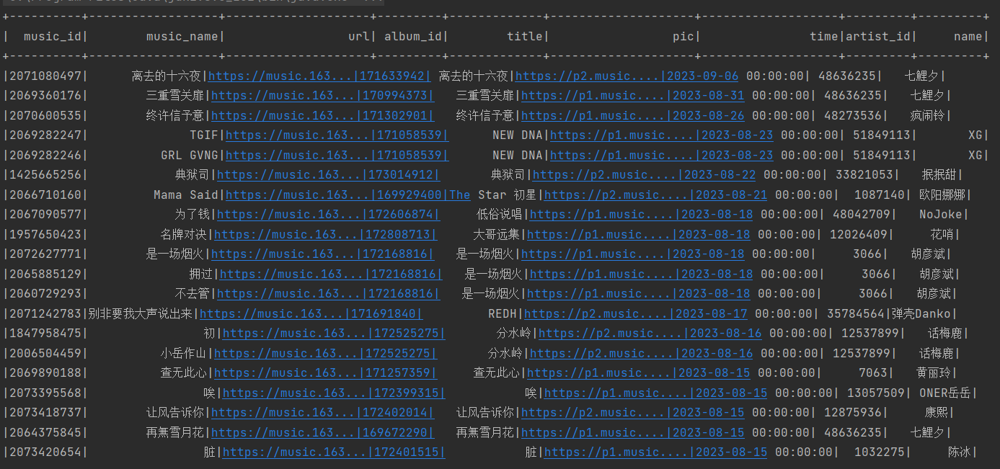 +----------+------------------+--------------------+---------+--------------+--------------------+-------------------+---------+---------+
|  music_id|        music_name|                 url| album_id|         title|                 pic|               time|artist_id|     name|
+----------+------------------+--------------------+---------+--------------+--------------------+-------------------+---------+---------+
|2071080497|      离去的十六夜|https://music.163...|171633942| 离去的十六夜|https://p2.music....|2023-09-06 00:00:00| 48636235|   七鲤夕|
|2069360176|        三重雪关扉|https://music.163...|170994373|   三重雪关扉|https://p1.music....|2023-08-31 00:00:00| 48636235|   七鲤夕|
|2070600535|        终许信予意|https://music.163...|171302901|   终许信予意|https://p1.music....|2023-08-26 00:00:00| 48273536|   疯闹铃|
|2069282247|              TGIF|https://music.163...|171058539|       NEW DNA|https://p1.music....|2023-08-23 00:00:00| 51849113|       XG|
|2069282246|          GRL GVNG|https://music.163...|171058539|       NEW DNA|https://p1.music....|2023-08-23 00:00:00| 51849113|       XG|
|1425665256|            典狱司|https://music.163...|173014912|       典狱司|https://p2.music....|2023-08-22 00:00:00| 33821053|   抿抿甜|
|2066710160|         Mama Said|https://music.163...|169929400|The Star 初星|https://p2.music....|2023-08-21 00:00:00|  1087140| 欧阳娜娜|
|2067090577|            为了钱|https://music.163...|172606874|     低俗说唱|https://p1.music....|2023-08-18 00:00:00| 48042709|   NoJoke|
|1957650423|          名牌对决|https://music.163...|172808713|     大哥远集|https://p1.music....|2023-08-18 00:00:00| 12026409|     花哨|
|2072627771|        是一场烟火|https://music.163...|172168816|   是一场烟火|https://p1.music....|2023-08-18 00:00:00|     3066|   胡彦斌|
|2065885129|              拥过|https://music.163...|172168816|   是一场烟火|https://p1.music....|2023-08-18 00:00:00|     3066|   胡彦斌|
|2060729293|            不去管|https://music.163...|172168816|   是一场烟火|https://p1.music....|2023-08-18 00:00:00|     3066|   胡彦斌|
|2071242783|别非要我大声说出来|https://music.163...|171691840|         REDH|https://p2.music....|2023-08-17 00:00:00| 35784564|弹壳Danko|
|1847958475|                初|https://music.163...|172525275|       分水岭|https://p2.music....|2023-08-16 00:00:00| 12537899|   话梅鹿|
|2006504459|          小岳作山|https://music.163...|172525275|       分水岭|https://p2.music....|2023-08-16 00:00:00| 12537899|   话梅鹿|
|2069890188|          查无此心|https://music.163...|171257359|     查无此心|https://p1.music....|2023-08-15 00:00:00|     7063|   黄丽玲|
|2073395568|                唉|https://music.163...|172399315|           唉|https://p1.music....|2023-08-15 00:00:00| 13057509| ONER岳岳|
|2073418737|        让风告诉你|https://music.163...|172402014|   让风告诉你|https://p2.music....|2023-08-15 00:00:00| 12875936|     康熙|
|2064375845|        再無雪月花|https://music.163...|169672290|   再無雪月花|https://p1.music....|2023-08-15 00:00:00| 48636235|   七鲤夕|
|2073420654|                脏|https://music.163...|172401515|           脏|https://p1.music....|2023-08-15 00:00:00|  1032275|     陈冰|